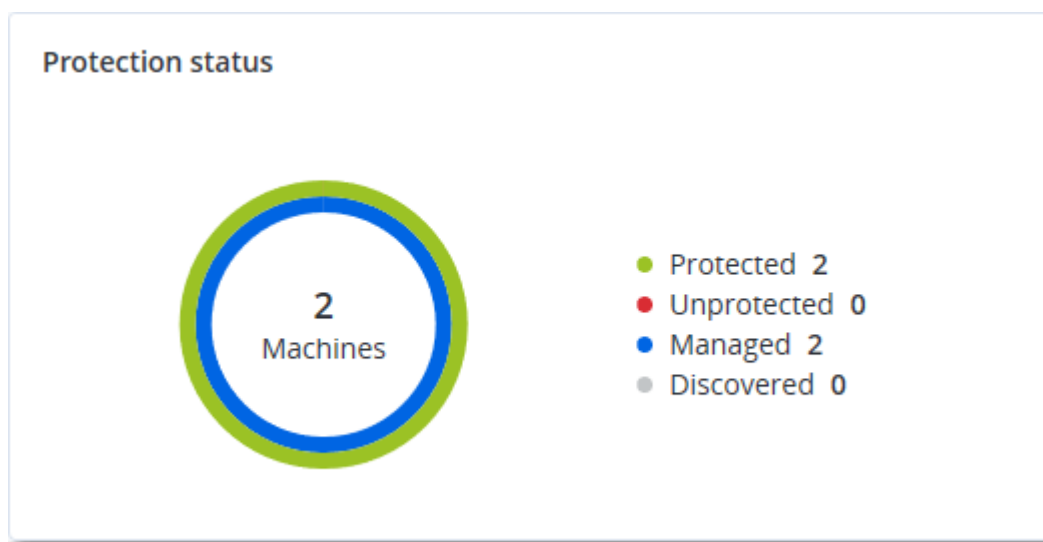 Protection status
2
Machines
Protected 2
Unprotected 0
Managed 2
Discovered 0